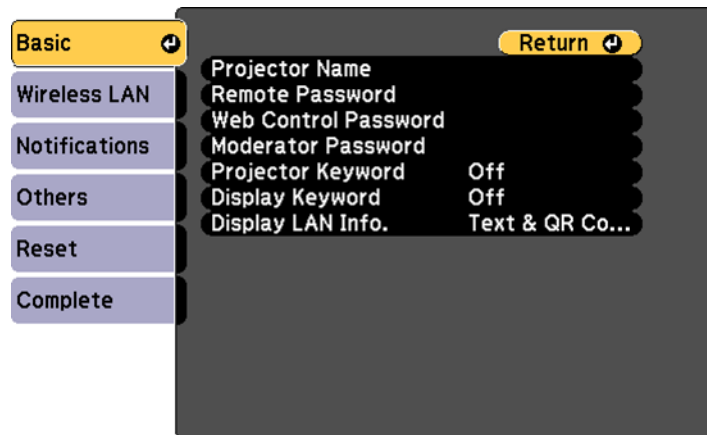 Basic
Wireless LAN
Notifications
Others
Reset
Complete
Return
Projector Name
Remote Password
Web Control Password
Moderator Password
Projector Keyword Off
Display Keyword Off
Display LAN Info. Text & QR Co...